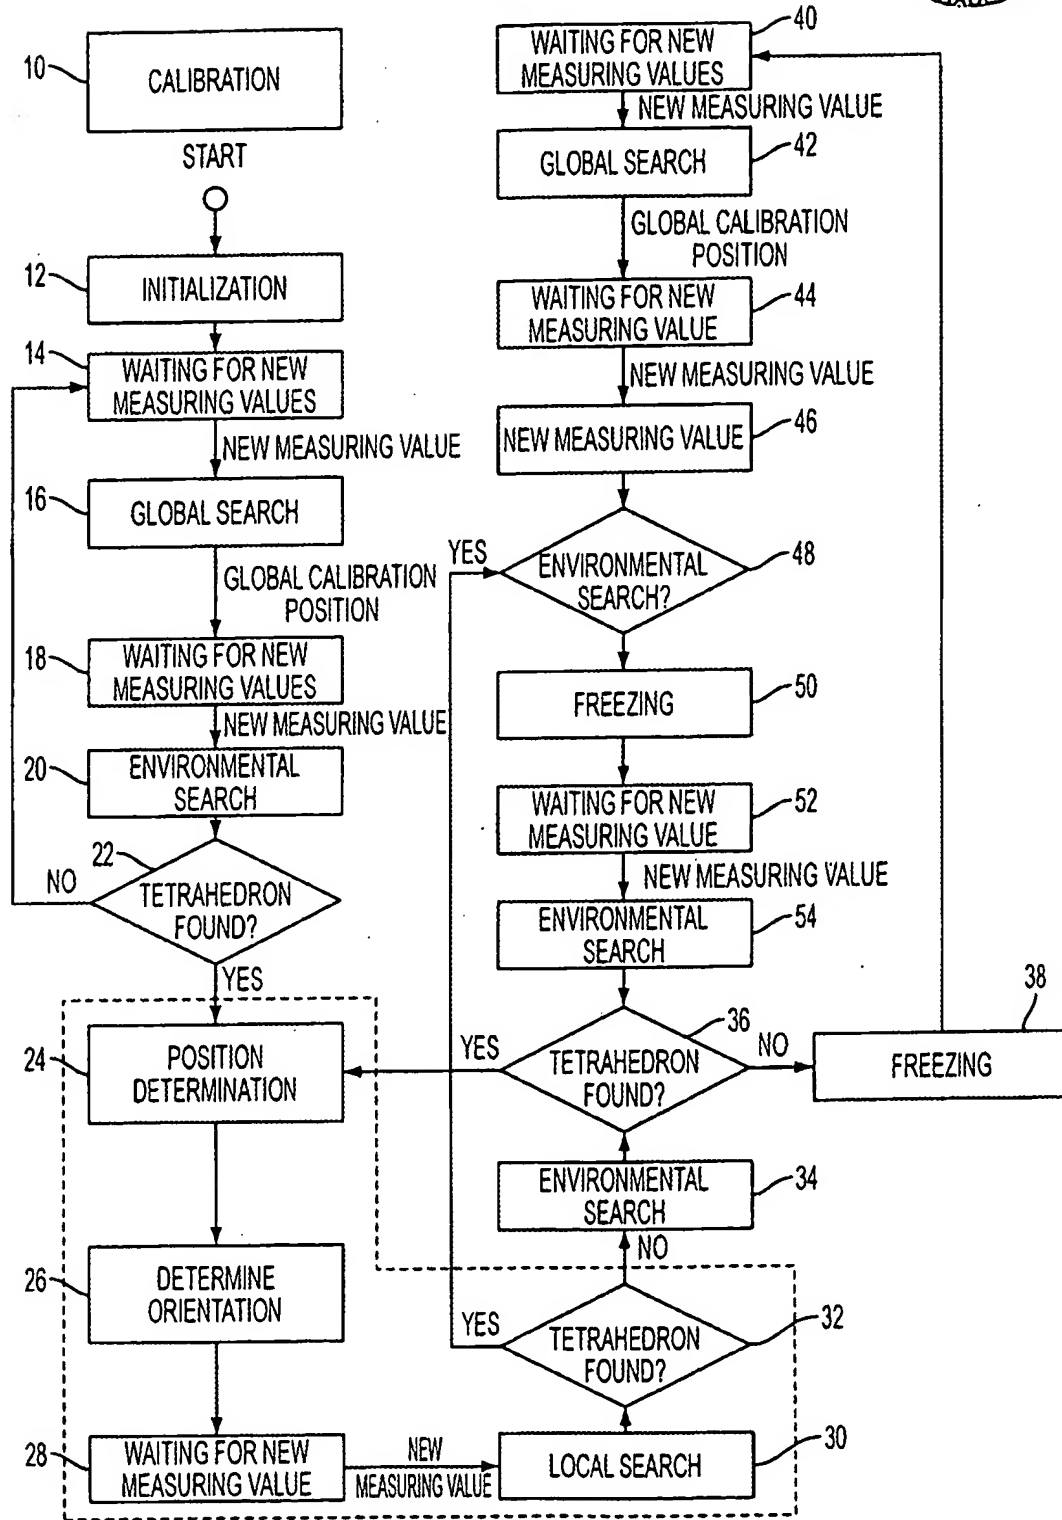 10
CALIBRATION
START
12
INITIALIZATION
14
WAITING FOR NEW
MEASURING VALUES
NEW MEASURING VALUE
16
GLOBAL SEARCH
GLOBAL CALIBRATION
POSITION
18
WAITING FOR NEW
MEASURING VALUES
NEW MEASURING VALUE
20
ENVIRONMENTAL
SEARCH
22
NO
TETRAHEDRON
FOUND?
YES
24
POSITION
DETERMINATION
26
DETERMINE
ORIENTATION
28
WAITING FOR NEW
MEASURING VALUE
NEW
MEASURING VALUE
30
LOCAL SEARCH
32
TETRAHEDRON
FOUND?
YES
NO
34
ENVIRONMENTAL
SEARCH
36
TETRAHEDRON
FOUND?
YES
NO
38
FREEZING
40
WAITING FOR NEW
MEASURING VALUES
NEW MEASURING VALUE
42
GLOBAL SEARCH
GLOBAL CALIBRATION
POSITION
44
WAITING FOR NEW
MEASURING VALUE
NEW MEASURING VALUE
46
NEW MEASURING VALUE
YES
48
ENVIRONMENTAL
SEARCH?
50
FREEZING
52
WAITING FOR NEW
MEASURING VALUE
NEW MEASURING VALUE
54
ENVIRONMENTAL
SEARCH